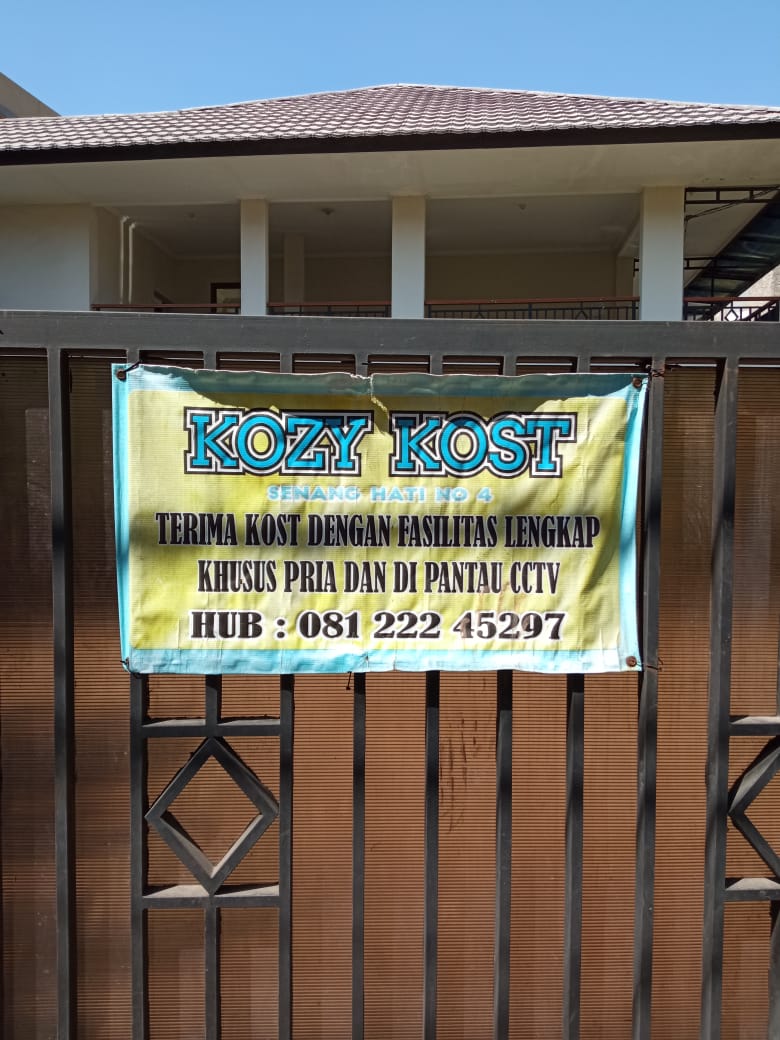 KOZY KOST
SENANG HATI NO 4
TERIMA KOST DENGAN FASILITAS LENGKAP
KHUSUS PRIA DAN DI PANTAU CCTV
HUB : 081 222 45297